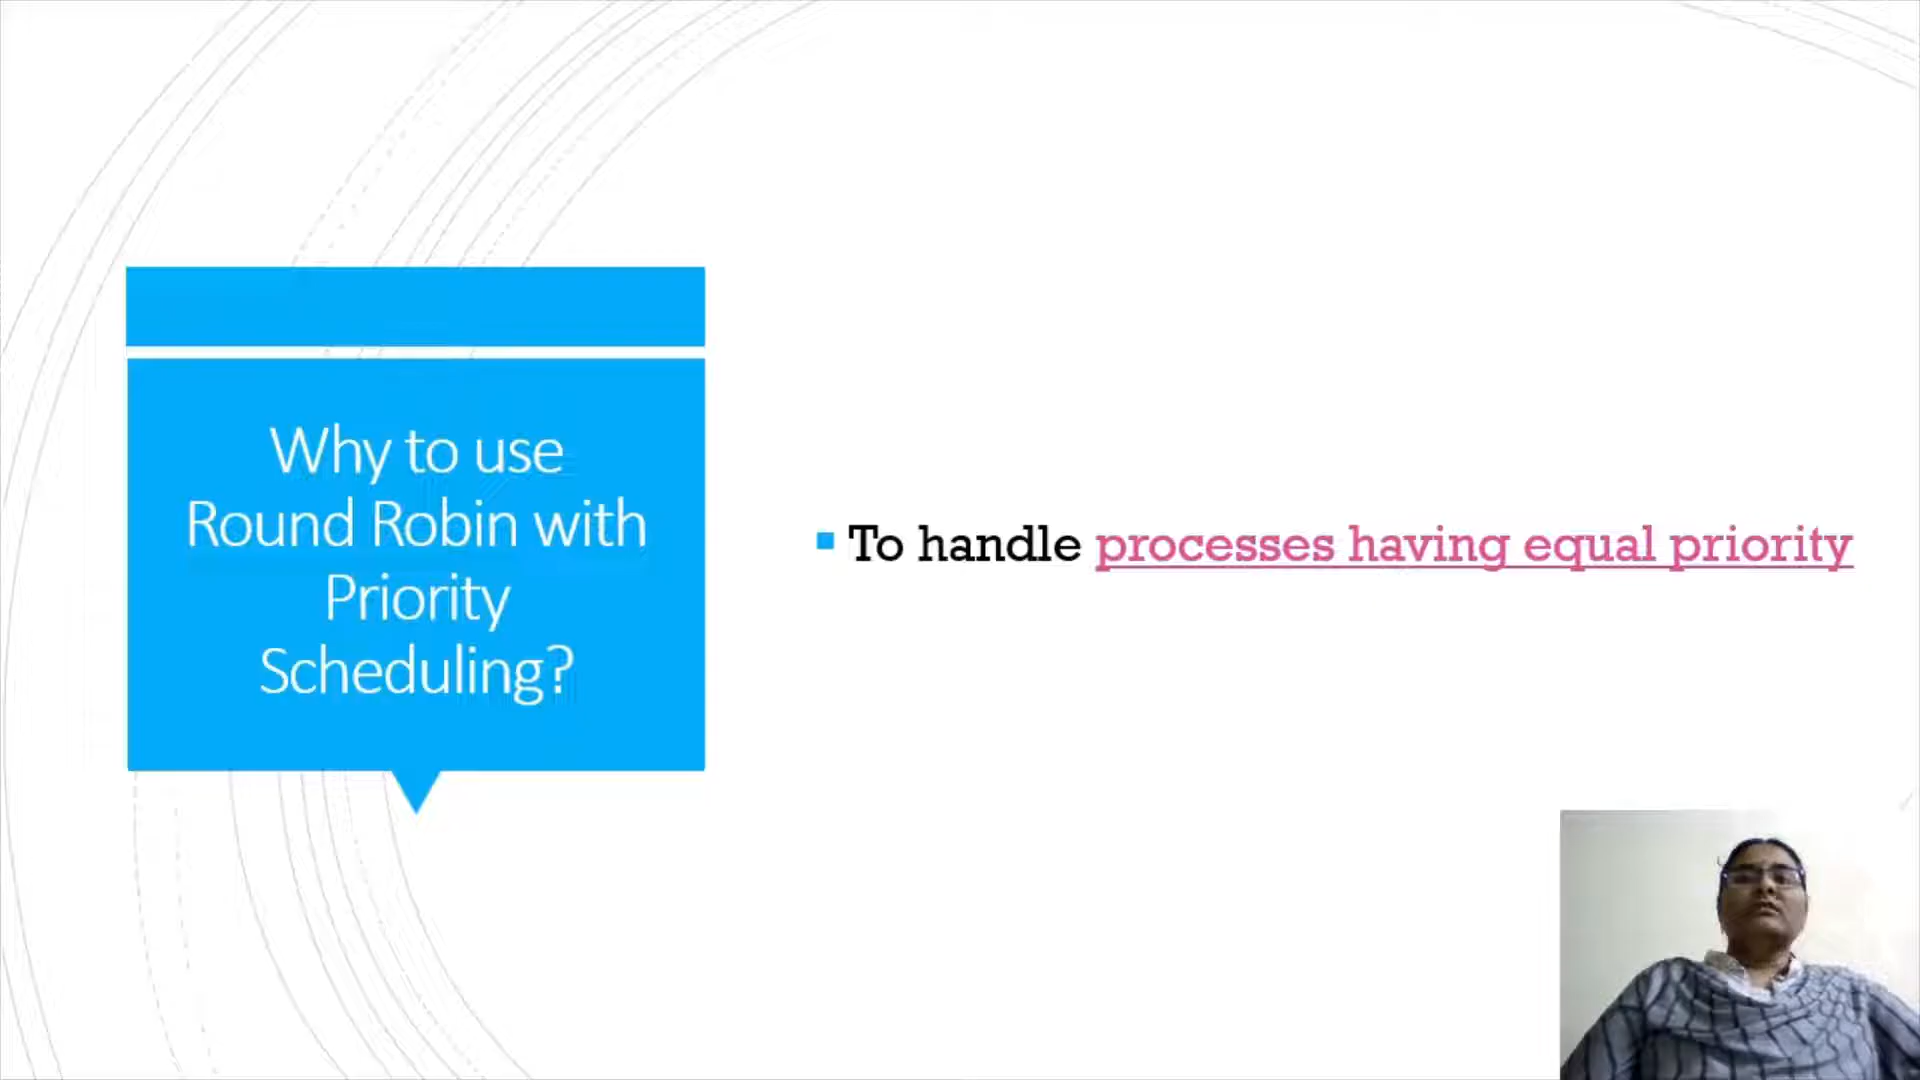 Why to use
Round Robin with
Priority
Scheduling?
To handle processes having equal priority